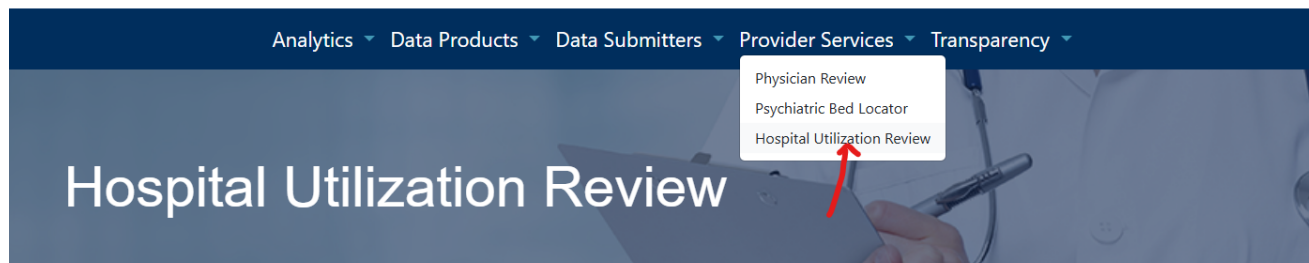 Analytics Data Products Data Submitters Provider Services Transparency
Physician Review
Psychiatric Bed Locator
Hospital Utilization Review
Hospital Utilization Review